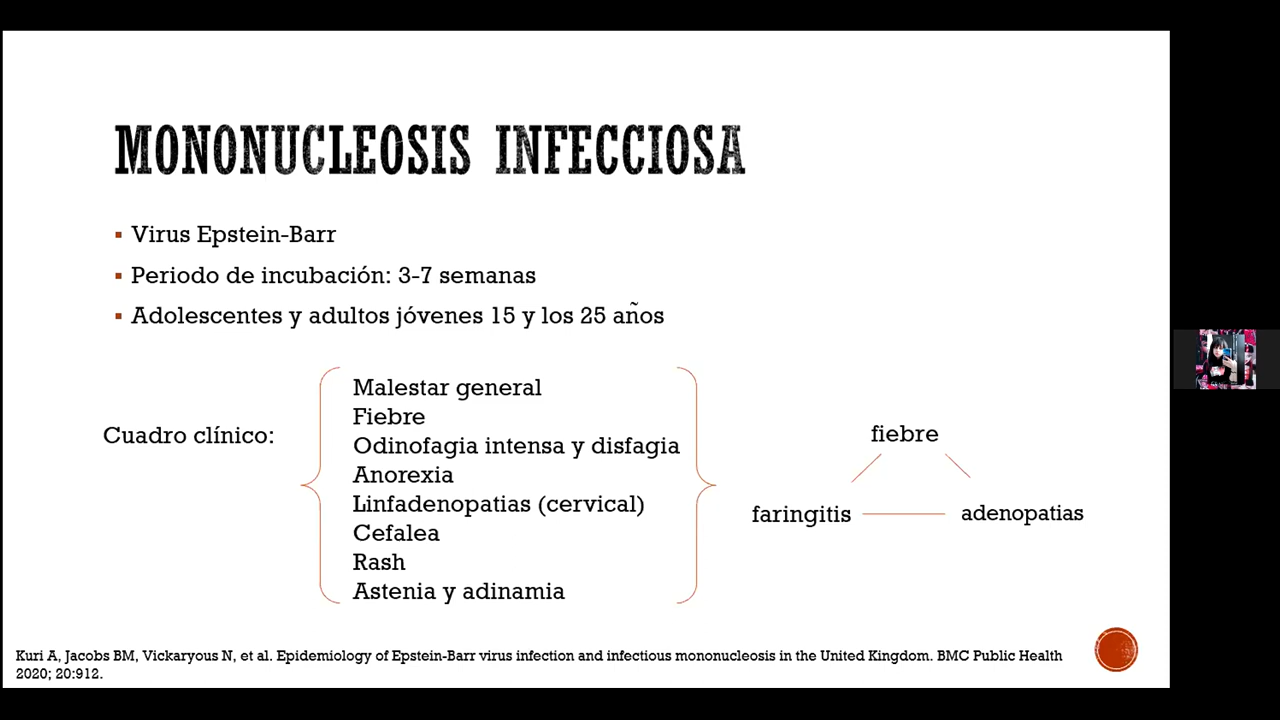 MONONUCLEOSIS INFECCIOSA
Virus Epstein-Barr
Periodo de incubación: 3-7 semanas
Adolescentes y adultos jóvenes 15 y los 25 años
Cuadro clínico:
Malestar general
Fiebre
Odinofagia intensa y disfagia
Anorexia
Linfadenopatias (cervical)
Cefalea
Rash
Astenia y adinamia
fiebre
faringitis
adenopatias
Kuri A, Jacobs BM, Vickaryous N, et al. Epidemiology of Epstein-Barr virus infection and infectious mononucleosis in the United Kingdom. BMC Public Health
2020; 20:912.